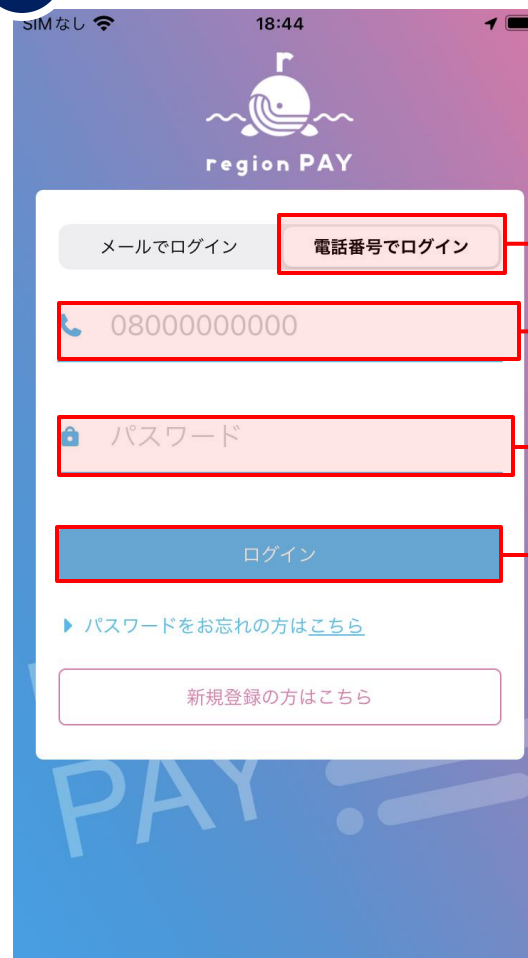 SIMなし 18:44
r
region PAY
メールでログイン 電話番号でログイン
08000000000
パスワード
ログイン
パスワードをお忘れの方はこちら
新規登録の方はこちら
PAY